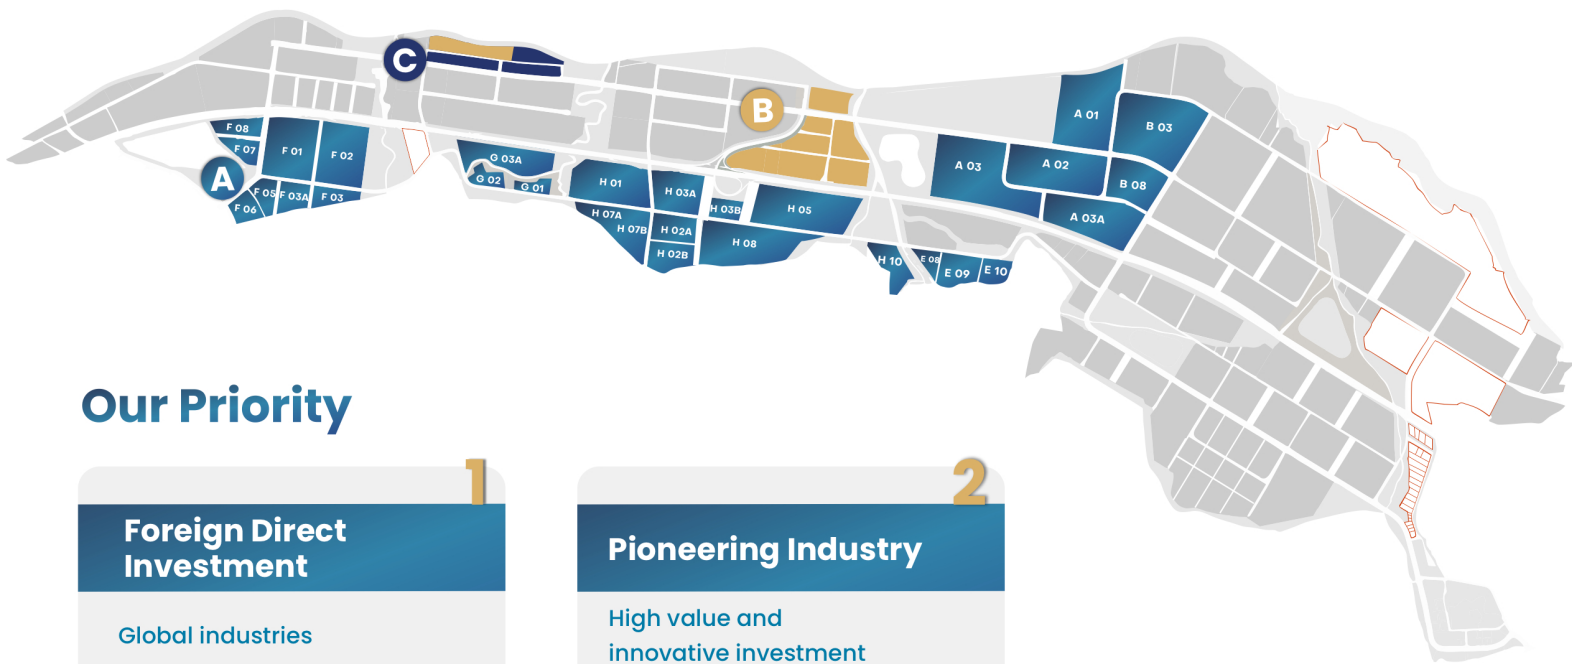 C
B
A 01
B 03
F 08
F 07
F 01
F 02
A
G 03A
A 03
A 02
G 02
G 01
H 01
H 03A
B 08
F 05
F 03A
F 03
F 06
H 03B
H 05
A 03A
H 07A
H 07B
H 02A
H 08
H 02B
H 10
E 08
E 09
E 10
Our Priority
1
Foreign Direct
Investment
Global industries
2
Pioneering Industry
High value and
innovative investment